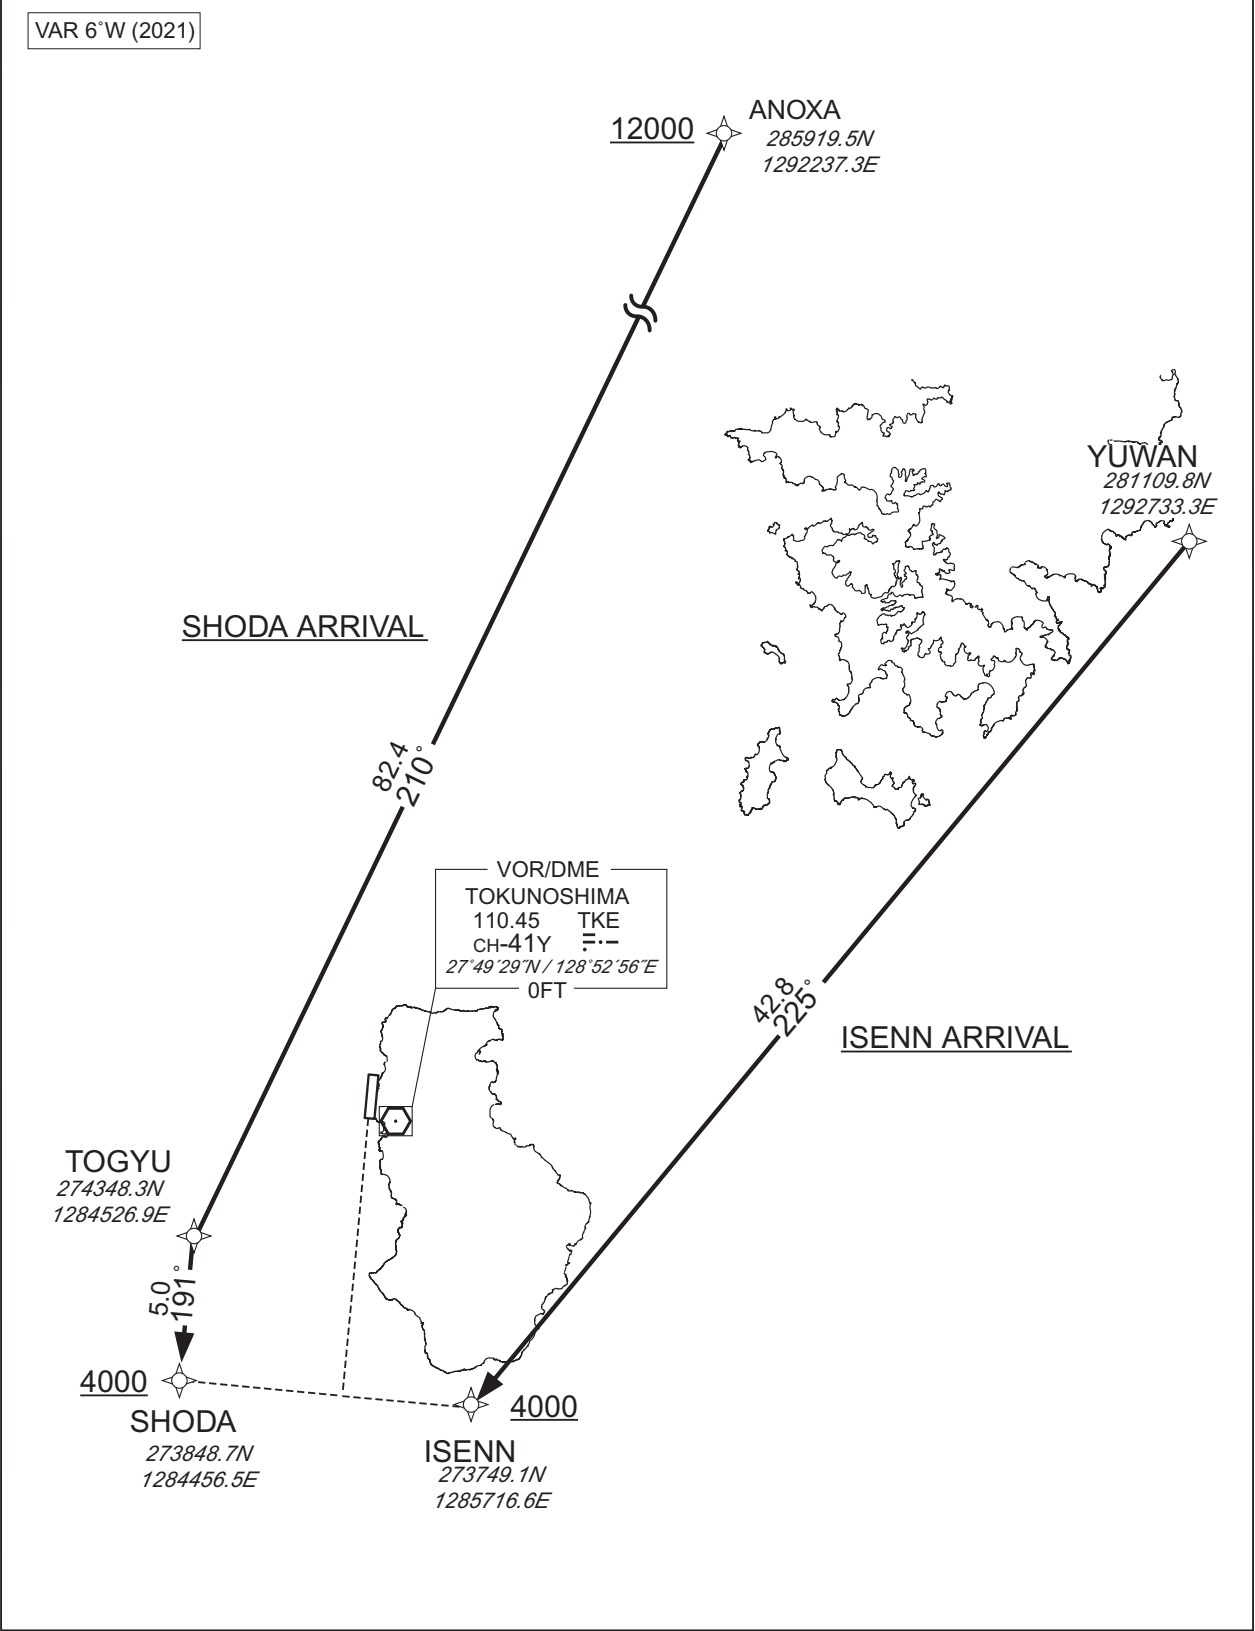 VAR 6°W (2021)
12000
ANOXA
285919.5N
1292237.3E
YUWAN
281109.8N
1292733.3E
SHODA ARRIVAL
82.4
210°
VOR/DME
TOKUNOSHIMA
110.45 TKE
CH-41Y
27°49′29″N / 128°52′56″E
0FT
42.8
225°
ISENN ARRIVAL
TOGYU
274348.3N
1284526.9E
5.0
191°
4000
SHODA
273848.7N
1284456.5E
4000
ISENN
273749.1N
1285716.6E